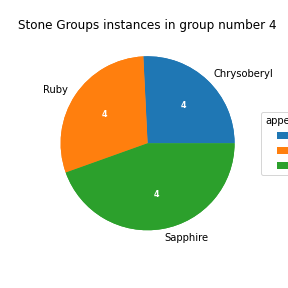 Stone Groups instances in group number 4
Chrysoberyl
Ruby
4
4
appe
4
Sapphire